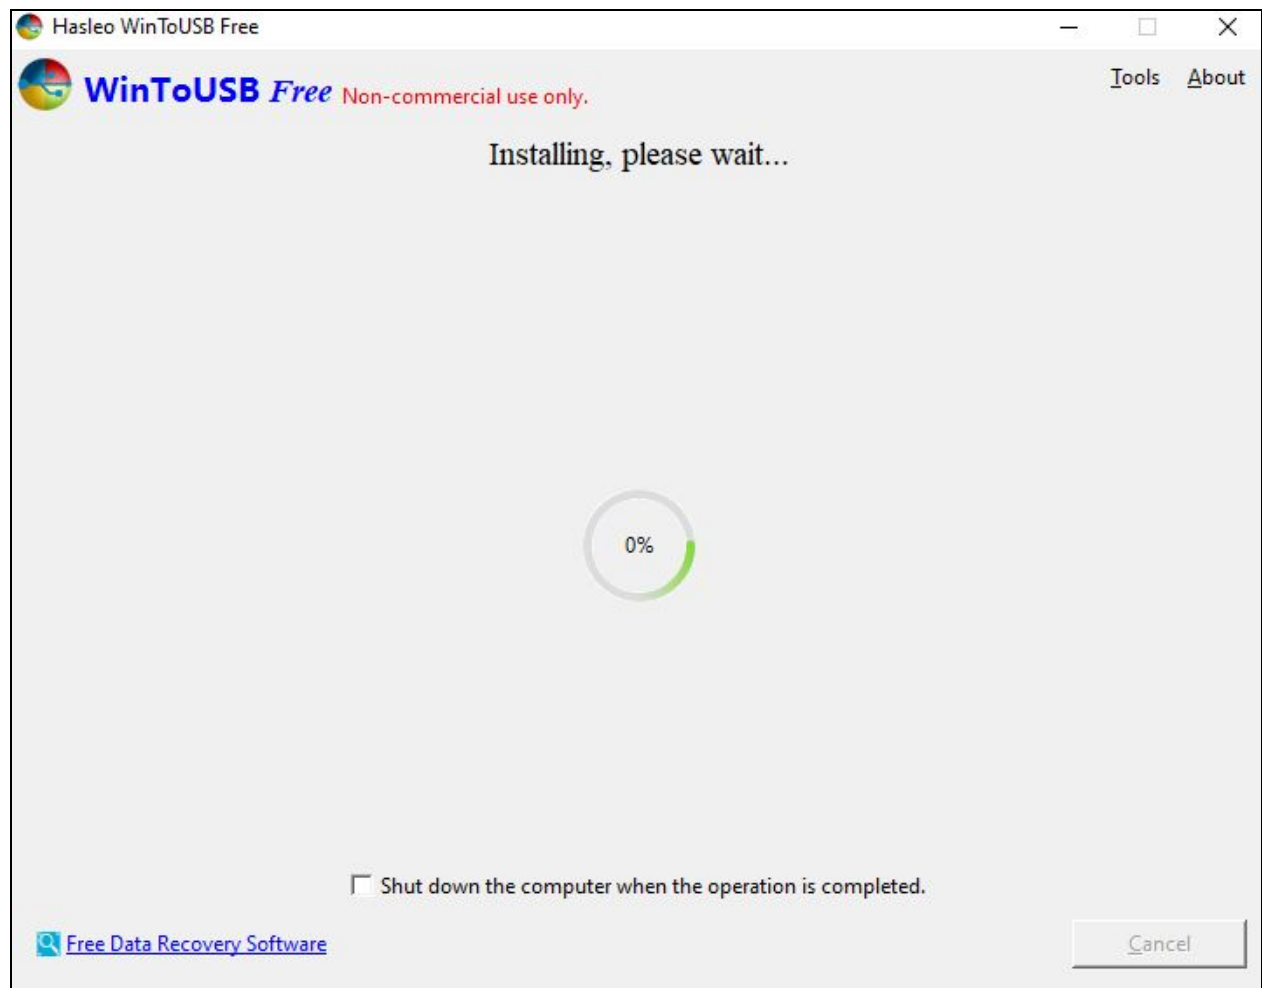 Hasleo WinToUSB Free
WinToUSB Free Non-commercial use only.
Tools About
Installing, please wait...
0%
Shut down the computer when the operation is completed.
Free Data Recovery Software
Cancel